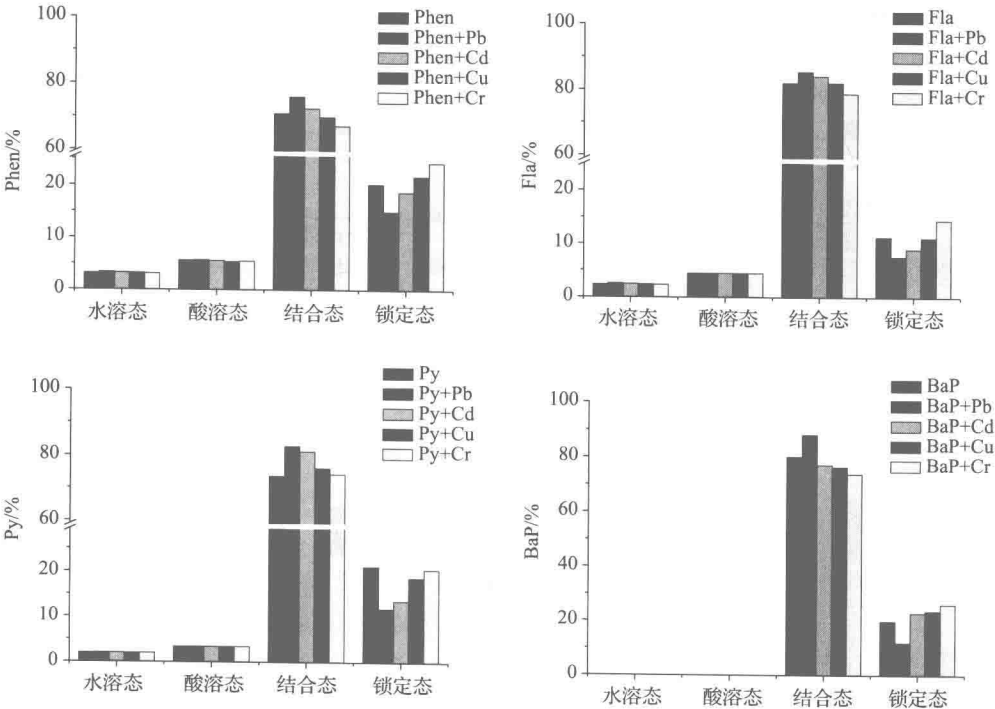 Phen
Phen+Pb
Phen+Cd
Phen+Cu
Phen+Cr
100
80
60
20
10
0
Phen/%
水溶态
酸溶态
结合态
锁定态
Fla
Fla+Pb
Fla+Cd
Fla+Cu
Fla+Cr
100
80
60
20
10
0
Fla/%
水溶态
酸溶态
结合态
锁定态
Py
Py+Pb
Py+Cd
Py+Cu
Py+Cr
100
80
60
20
10
0
Py/%
水溶态
酸溶态
结合态
锁定态
BaP
BaP+Pb
BaP+Cd
BaP+Cu
BaP+Cr
100
80
60
40
20
0
BaP/%
水溶态
酸溶态
结合态
锁定态